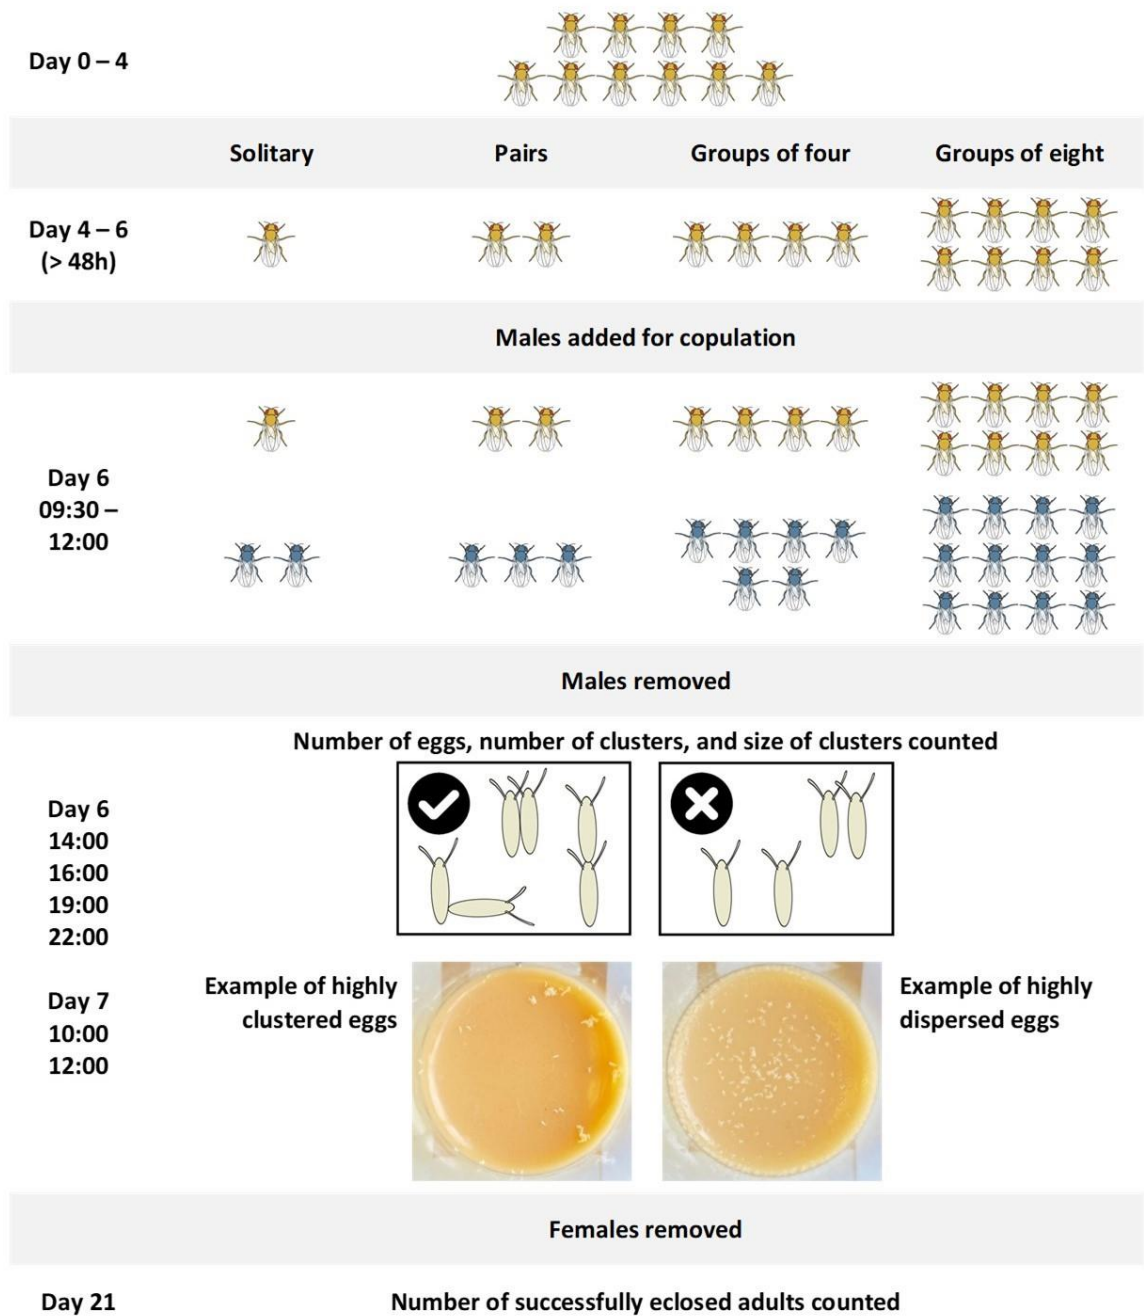 Day 0 – 4
Solitary
Pairs
Groups of four
Groups of eight
Day 4 – 6
(> 48h)
Males added for copulation
Day 6
09:30 –
12:00
Males removed
Number of eggs, number of clusters, and size of clusters counted
Day 6
14:00
16:00
19:00
22:00
Day 7
10:00
12:00
Example of highly
clustered eggs
Example of highly
dispersed eggs
Females removed
Day 21
Number of successfully eclosed adults counted